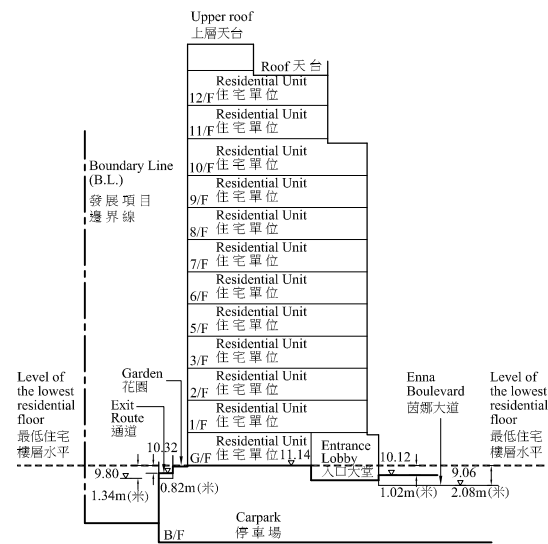 Upper roof
上層天台
Roof 天台
Residential Unit
12/F 住宅單位
Residential Unit
11/F 住宅單位
Residential Unit
10/F 住宅單位
Residential Unit
9/F 住宅單位
Residential Unit
8/F 住宅單位
Residential Unit
7/F 住宅單位
Residential Unit
6/F 住宅單位
Residential Unit
5/F 住宅單位
Residential Unit
3/F 住宅單位
Residential Unit
2/F 住宅單位
Residential Unit
1/F 住宅單位
Residential Unit
G/F 住宅單位
11.14
Boundary Line
(B.L.)
發展項目
邊界線
Level of
the lowest
residential
floor
最低住宅
樓層水平
Garden
花園
Exit
Route
通道
10.32
9.80
1.34m(米)
0.82m(米)
Entrance
Lobby
入口大堂
Enna
Boulevard
茵娜大道
Level of
the lowest
residential
floor
最低住宅
樓層水平
10.12
9.06
1.02m(米)
2.08m(米)
Carpark
停車場
B/F